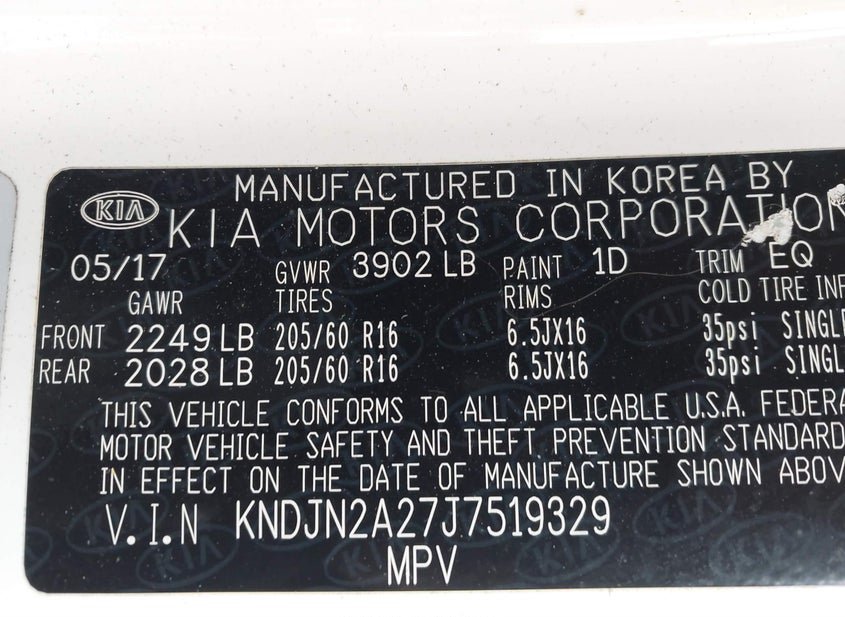 MANUFACTURED IN KOREA BY
KIA KIA MOTORS CORPORATION
05/17 GVWR 3902 LB PAINT 1D TRIM EQ
GAWR TIRES RIMS COLD TIRE INF
FRONT 2249 LB 205/60 R16 6.5JX16 35psi SINGLE
REAR 2028 LB 205/60 R16 6.5JX16 35psi SINGLE
THIS VEHICLE CONFORMS TO ALL APPLICABLE U.S.A. FEDERA
MOTOR VEHICLE SAFETY AND THEFT PREVENTION STANDARD
IN EFFECT ON THE DATE OF MANUFACTURE SHOWN ABOV
V.I.N KNDJN2A27J7519329
MPV